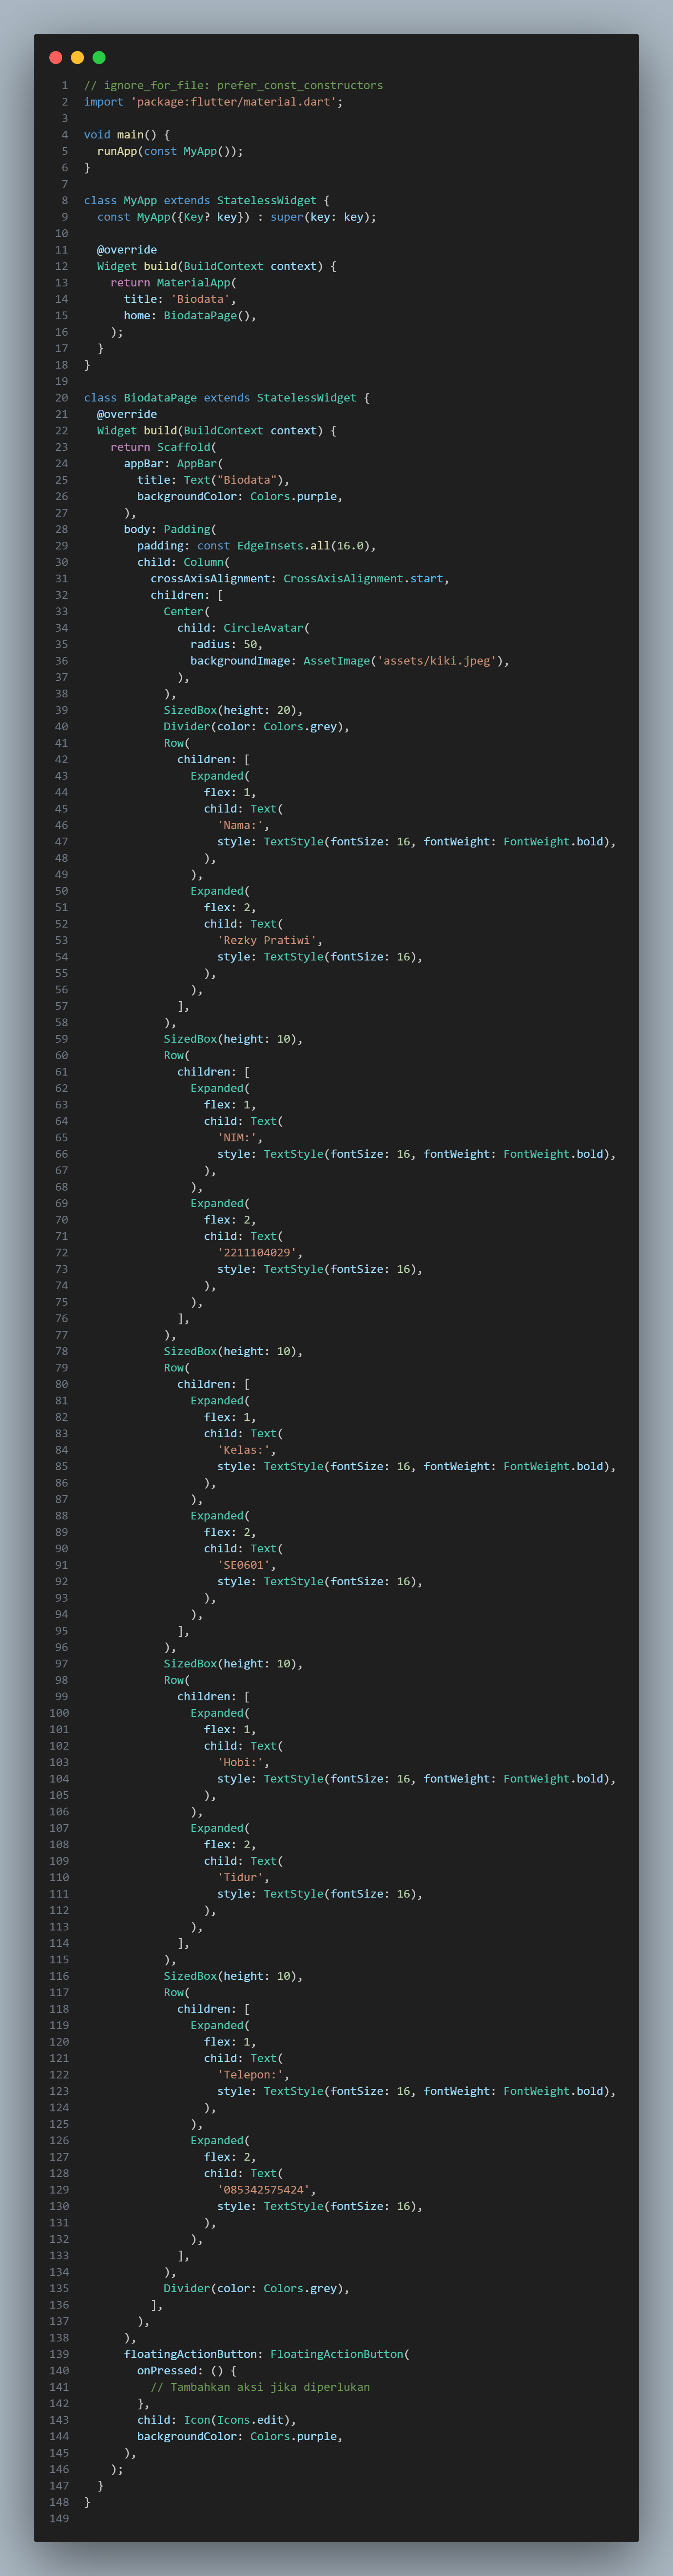 1 // ignore_for_file: prefer_const_constructors
2 import 'package:flutter/material.dart';
3
4 void main() {
5   runApp(const MyApp());
6 }
7
8 class MyApp extends StatelessWidget {
9   const MyApp({Key? key}) : super(key: key);
10
11   @override
12   Widget build(BuildContext context) {
13     return MaterialApp(
14       title: 'Biodata',
15       home: BiodataPage(),
16     );
17   }
18 }
19
20 class BiodataPage extends StatelessWidget {
21   @override
22   Widget build(BuildContext context) {
23     return Scaffold(
24       appBar: AppBar(
25         title: Text("Biodata"),
26         backgroundColor: Colors.purple,
27       ),
28       body: Padding(
29         padding: const EdgeInsets.all(16.0),
30         child: Column(
31           crossAxisAlignment: CrossAxisAlignment.start,
32           children: [
33             Center(
34               child: CircleAvatar(
35                 radius: 50,
36                 backgroundImage: AssetImage('assets/kiki.jpeg'),
37               ),
38             ),
39             SizedBox(height: 20),
40             Divider(color: Colors.grey),
41             Row(
42               children: [
43                 Expanded(
44                   flex: 1,
45                   child: Text(
46                     'Nama:',
47                     style: TextStyle(fontSize: 16, fontWeight: FontWeight.bold),
48                   ),
49                 ),
50                 Expanded(
51                   flex: 2,
52                   child: Text(
53                     'Rezky Pratiwi',
54                     style: TextStyle(fontSize: 16),
55                   ),
56                 ),
57               ],
58             ),
59             SizedBox(height: 10),
60             Row(
61               children: [
62                 Expanded(
63                   flex: 1,
64                   child: Text(
65                     'NIM:',
66                     style: TextStyle(fontSize: 16, fontWeight: FontWeight.bold),
67                   ),
68                 ),
69                 Expanded(
70                   flex: 2,
71                   child: Text(
72                     '2211104029',
73                     style: TextStyle(fontSize: 16),
74                   ),
75                 ),
76               ],
77             ),
78             SizedBox(height: 10),
79             Row(
80               children: [
81                 Expanded(
82                   flex: 1,
83                   child: Text(
84                     'Kelas:',
85                     style: TextStyle(fontSize: 16, fontWeight: FontWeight.bold),
86                   ),
87                 ),
88                 Expanded(
89                   flex: 2,
90                   child: Text(
91                     'SE0601',
92                     style: TextStyle(fontSize: 16),
93                   ),
94                 ),
95               ],
96             ),
97             SizedBox(height: 10),
98             Row(
99               children: [
100                 Expanded(
101                   flex: 1,
102                   child: Text(
103                     'Hobi:',
104                     style: TextStyle(fontSize: 16, fontWeight: FontWeight.bold),
105                   ),
106                 ),
107                 Expanded(
108                   flex: 2,
109                   child: Text(
110                     'Tidur',
111                     style: TextStyle(fontSize: 16),
112                   ),
113                 ),
114               ],
115             ),
116             SizedBox(height: 10),
117             Row(
118               children: [
119                 Expanded(
120                   flex: 1,
121                   child: Text(
122                     'Telepon:',
123                     style: TextStyle(fontSize: 16, fontWeight: FontWeight.bold),
124                   ),
125                 ),
126                 Expanded(
127                   flex: 2,
128                   child: Text(
129                     '085342575424',
130                     style: TextStyle(fontSize: 16),
131                   ),
132                 ),
133               ],
134             ),
135             Divider(color: Colors.grey),
136           ],
137         ),
138       ),
139       floatingActionButton: FloatingActionButton(
140         onPressed: () {
141           // Tambahkan aksi jika diperlukan
142         },
143         child: Icon(Icons.edit),
144         backgroundColor: Colors.purple,
145       ),
146     );
147   }
148 }
149